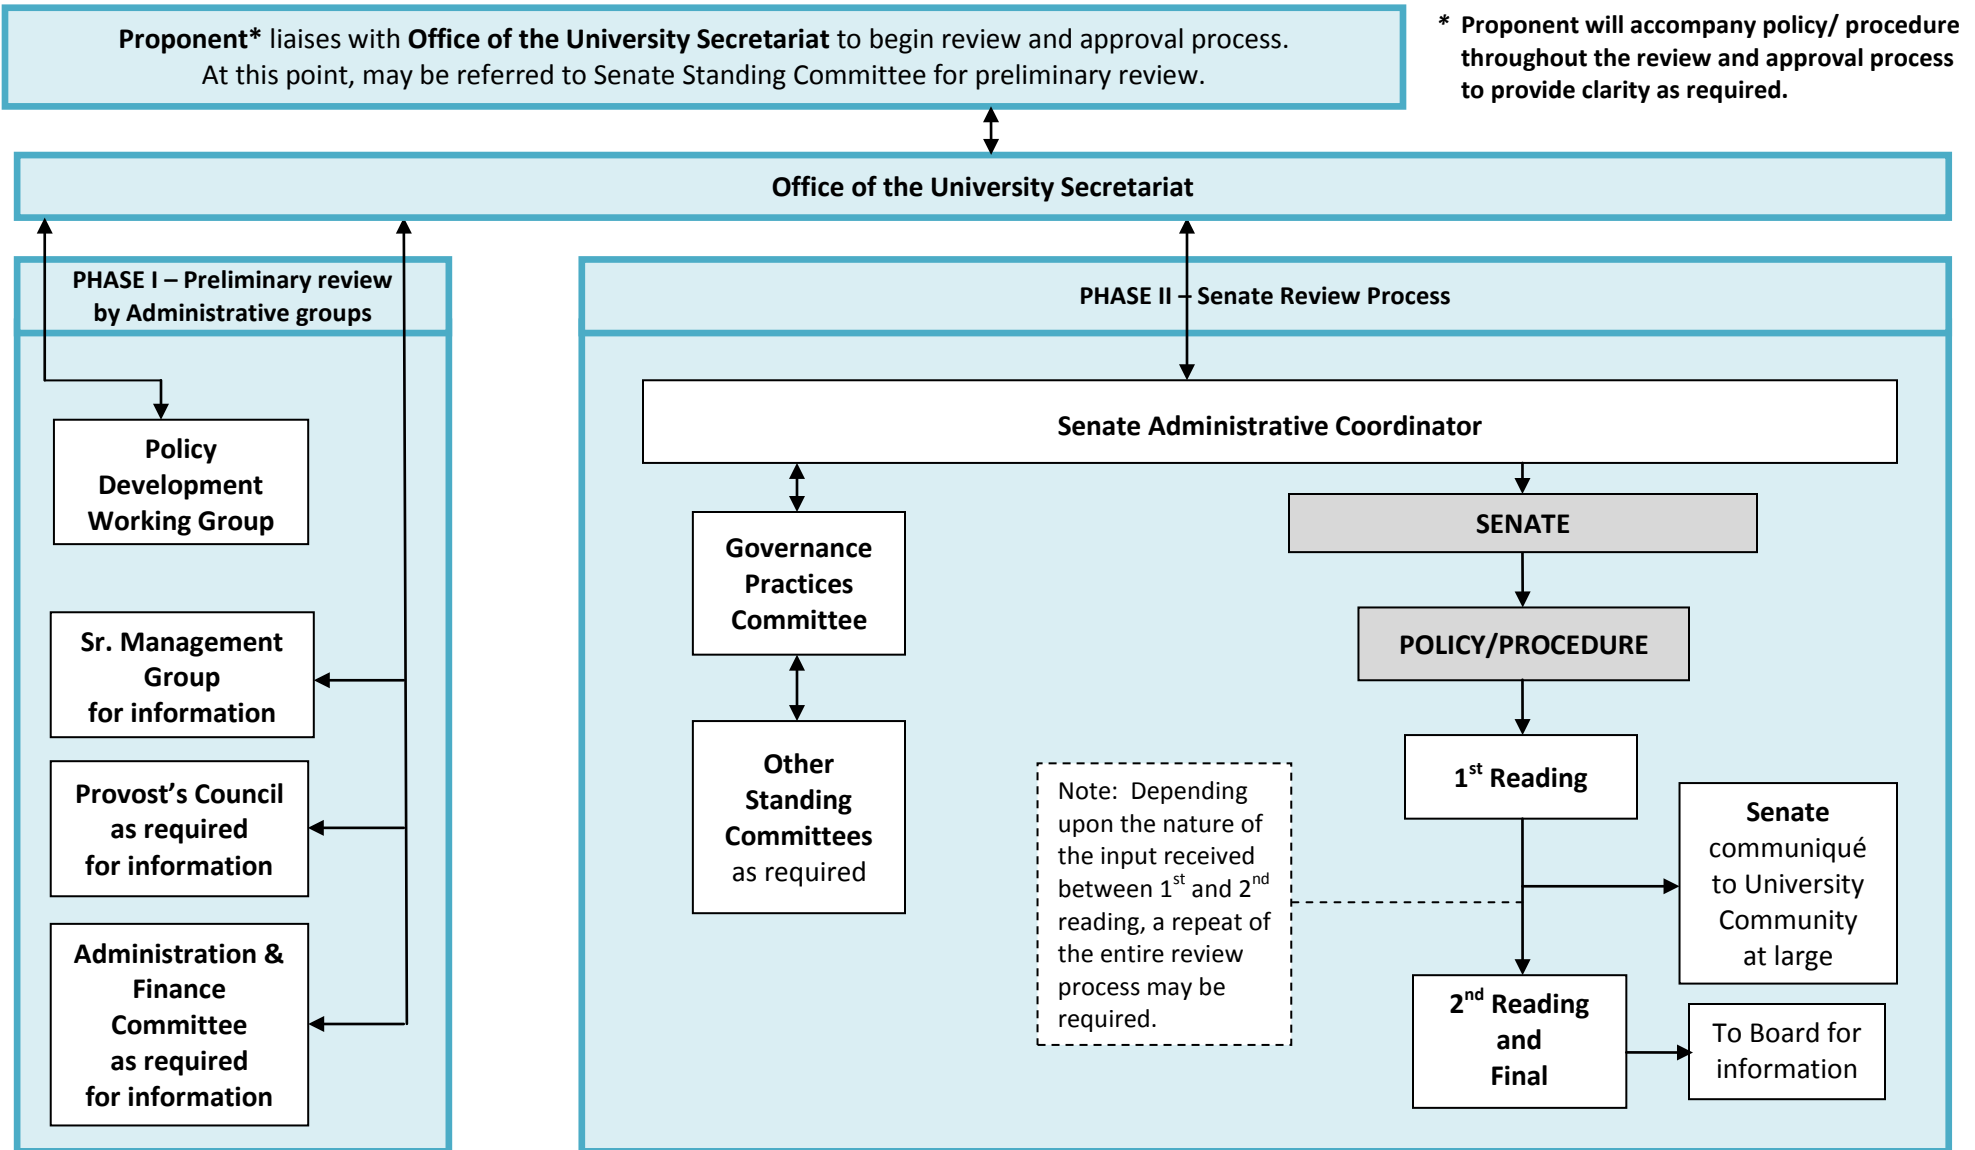 Proponent* liaises with Office of the University Secretariat to begin review and approval process.
At this point, may be referred to Senate Standing Committee for preliminary review.
* Proponent will accompany policy/ procedure
throughout the review and approval process
to provide clarity as required.
Office of the University Secretariat
PHASE I – Preliminary review
by Administrative groups
Policy
Development
Working Group
Sr. Management
Group
for information
Provost’s Council
as required
for information
Administration &
Finance
Committee
as required
for information
PHASE II – Senate Review Process
Senate Administrative Coordinator
Governance
Practices
Committee
Other
Standing
Committees
as required
SENATE
POLICY/PROCEDURE
1st Reading
Note:  Depending
upon the nature of
the input received
between 1st and 2nd
reading, a repeat of
the entire review
process may be
required.
Senate
communiqué
to University
Community
at large
2nd Reading
and
Final
To Board for
information